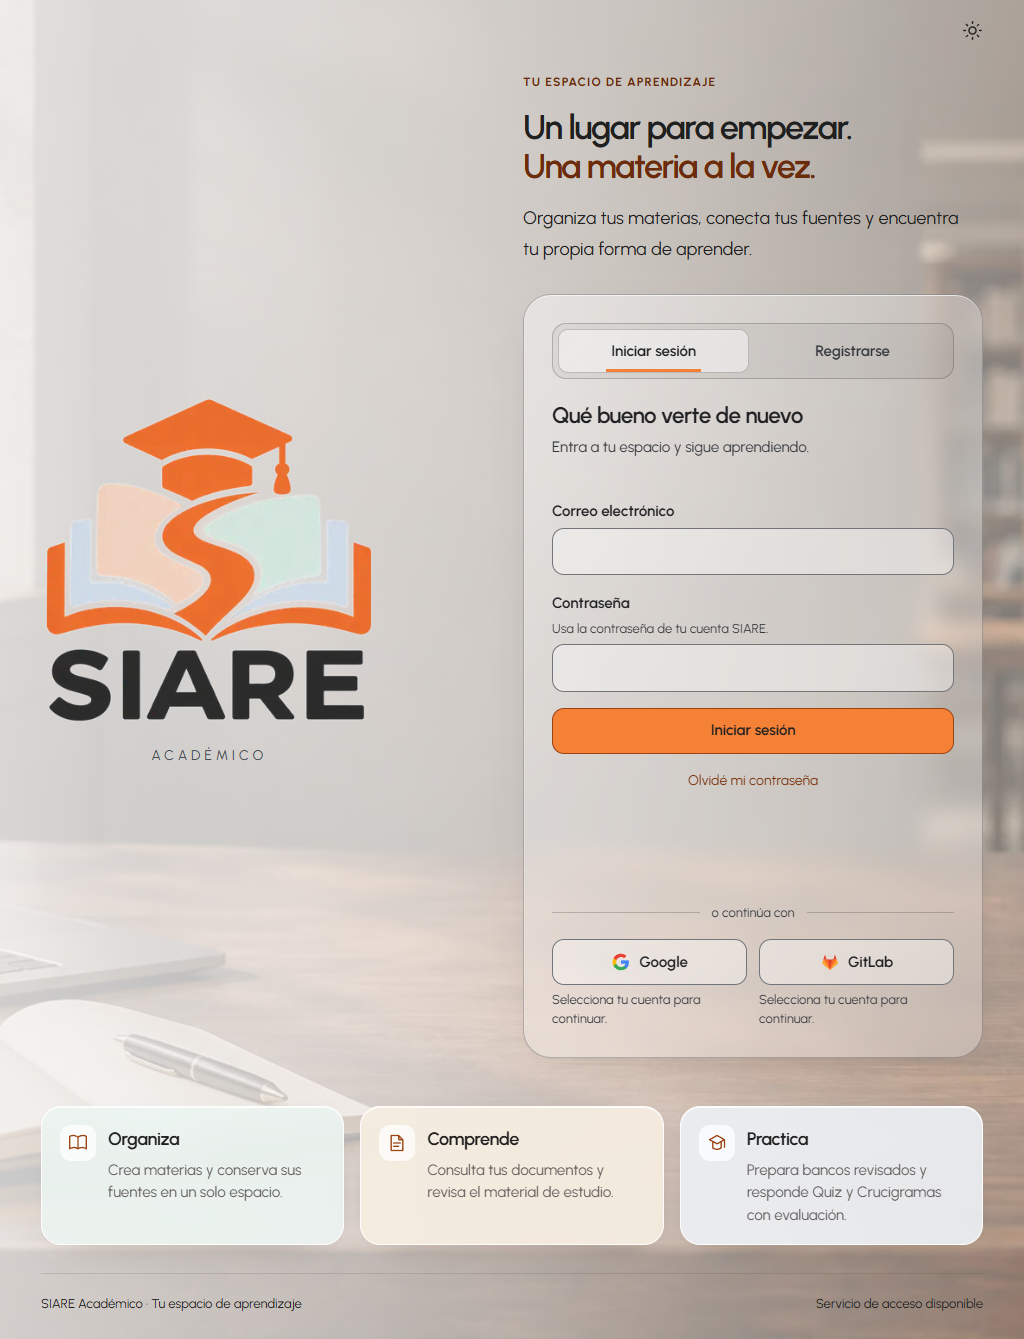 TU ESPACIO DE APRENDIZAJE
Un lugar para empezar.
Una materia a la vez.
Organiza tus materias, conecta tus fuentes y encuentra
tu propia forma de aprender.
SIARE
ACADÉMICO
Iniciar sesión
Registrarse
Qué bueno verte de nuevo
Entra a tu espacio y sigue aprendiendo.
Correo electrónico
Contraseña
Usa la contraseña de tu cuenta SIARE.
Iniciar sesión
Olvidé mi contraseña
o continúa con
Google
GitLab
Selecciona tu cuenta para
continuar.
Selecciona tu cuenta para
continuar.
Organiza
Crea materias y conserva sus
fuentes en un solo espacio.
Comprende
Consulta tus documentos y
revisa el material de estudio.
Practica
Prepara bancos revisados y
responde Quiz y Crucigramas
con evaluación.
SIARE Académico · Tu espacio de aprendizaje
Servicio de acceso disponible